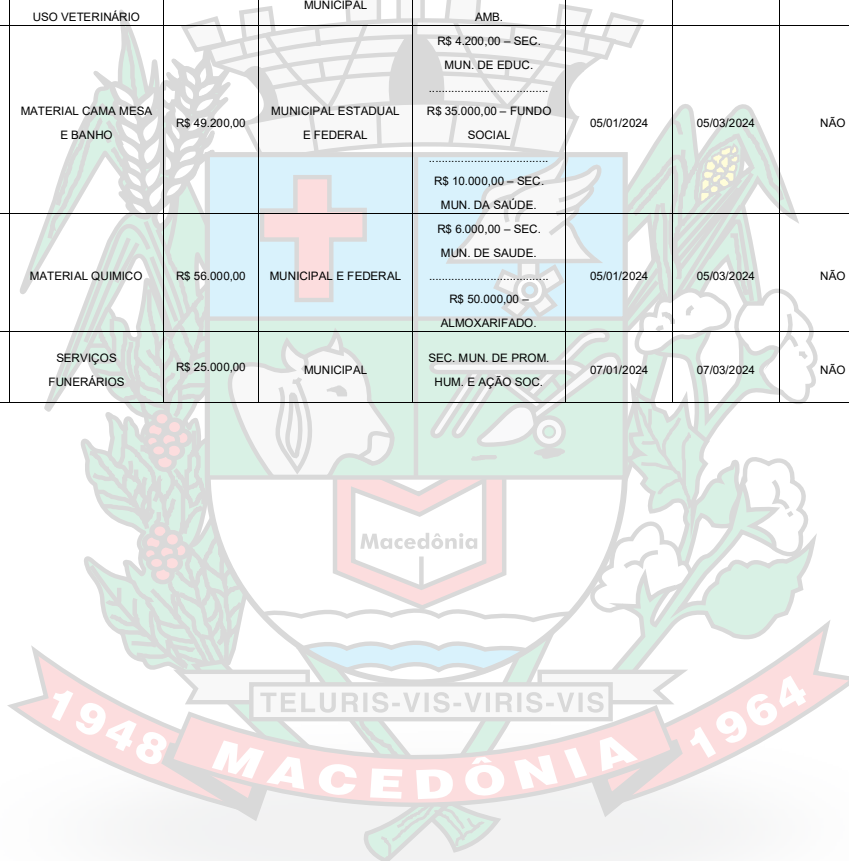 MUNICIPAL
USO VETERINÁRIO
AMB.
MATERIAL CAMA MESA
E BANHO
R$ 49.200,00
MUNICIPAL ESTADUAL
E FEDERAL
R$ 4.200,00 – SEC.
MUN. DE EDUC.
.....................................
R$ 35.000,00 – FUNDO
SOCIAL
.....................................
R$ 10.000,00 – SEC.
MUN. DA SAÚDE.
05/01/2024
05/03/2024
NÃO
MATERIAL QUIMICO
R$ 56.000,00
MUNICIPAL E FEDERAL
R$ 6.000,00 – SEC.
MUN. DE SAUDE.
.....................................
R$ 50.000,00 –
ALMOXARIFADO.
05/01/2024
05/03/2024
NÃO
SERVIÇOS
FUNERÁRIOS
R$ 25.000,00
MUNICIPAL
SEC. MUN. DE PROM.
HUM. E AÇÃO SOC.
07/01/2024
07/03/2024
NÃO
Macedônia
TELURIS-VIS-VIRIS-VIS
1948 MACEDÔNIA 1964